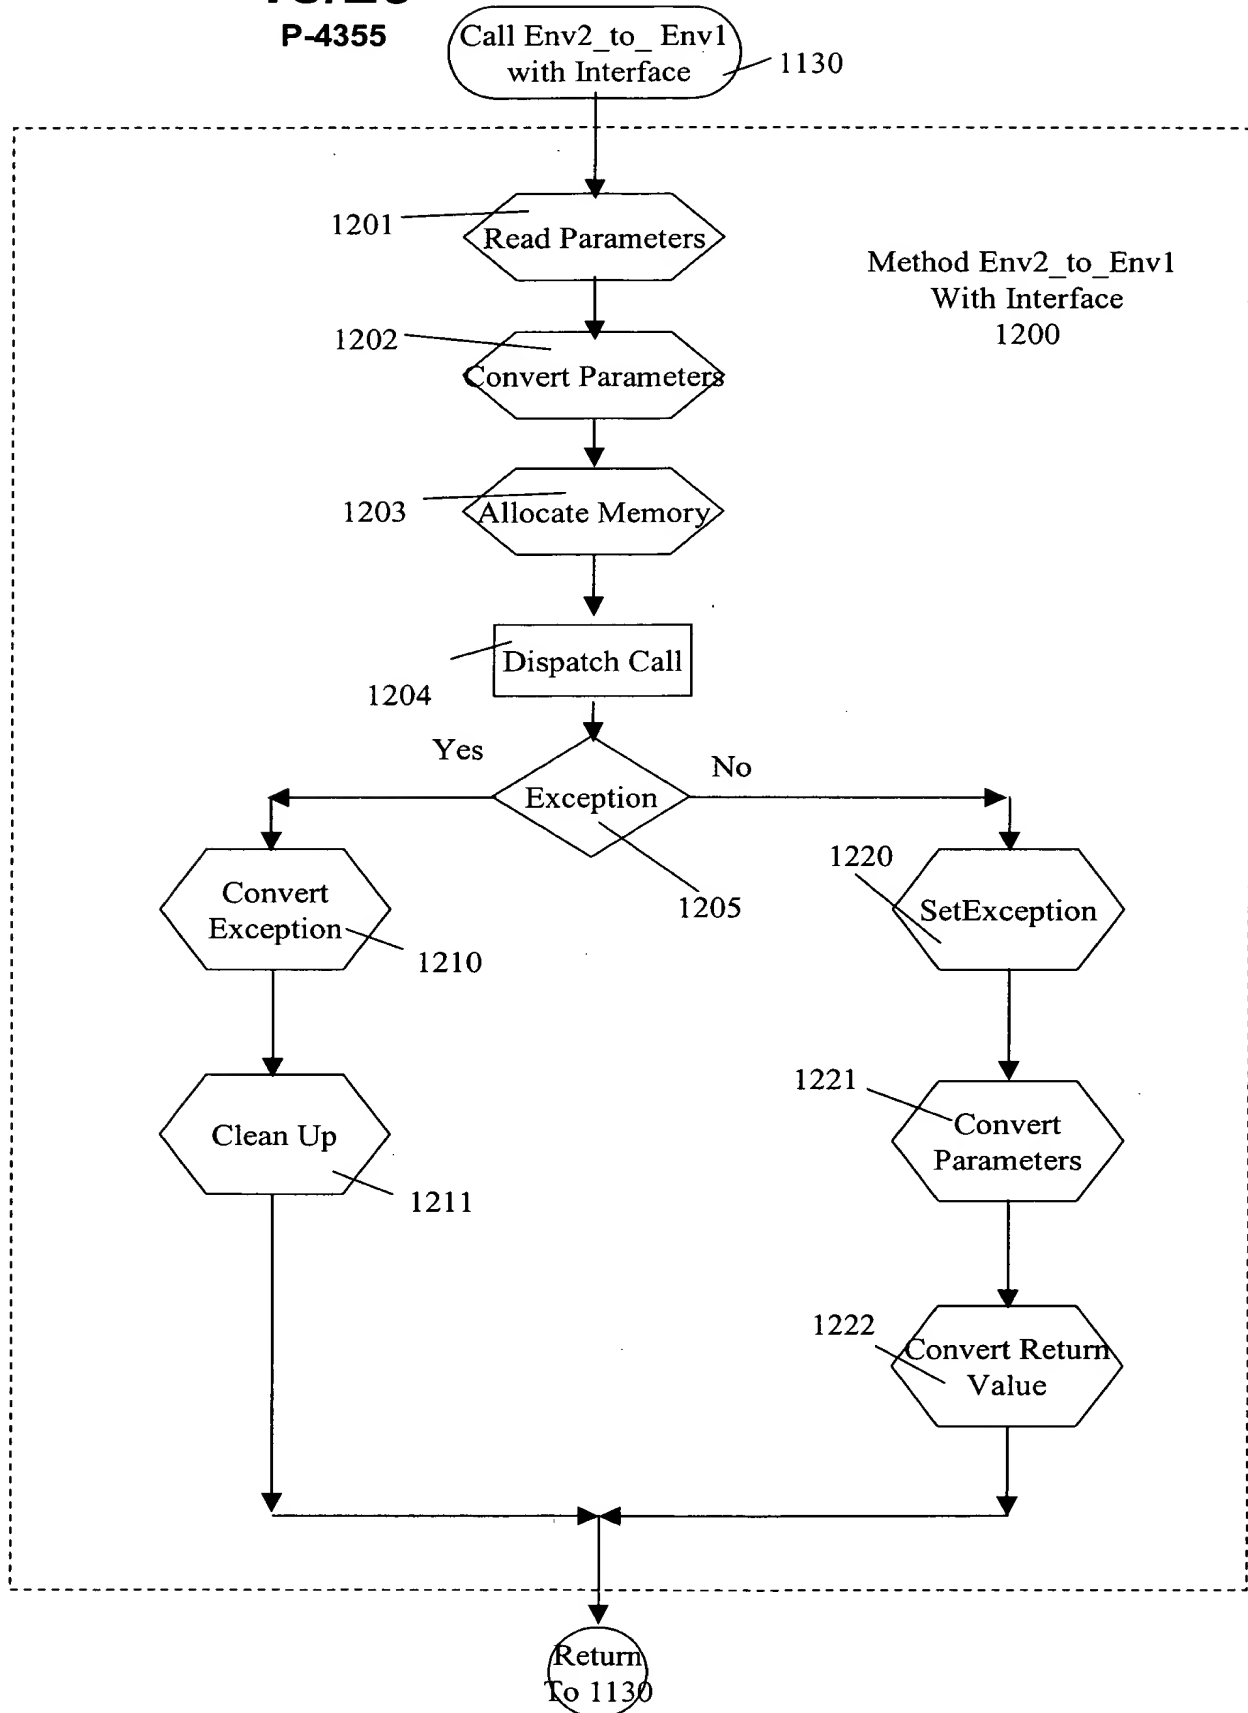 P-4355
Call Env2_to_ Env1
with Interface
1130
1201
Read Parameters
Method Env2_to_Env1
With Interface
1200
1202
Convert Parameters
1203
Allocate Memory
Dispatch Call
1204
Yes
No
Exception
1205
1220
Convert
Exception
1210
SetException
1221
Convert
Parameters
Clean Up
1211
1222
Convert Return
Value
Return
To 1130